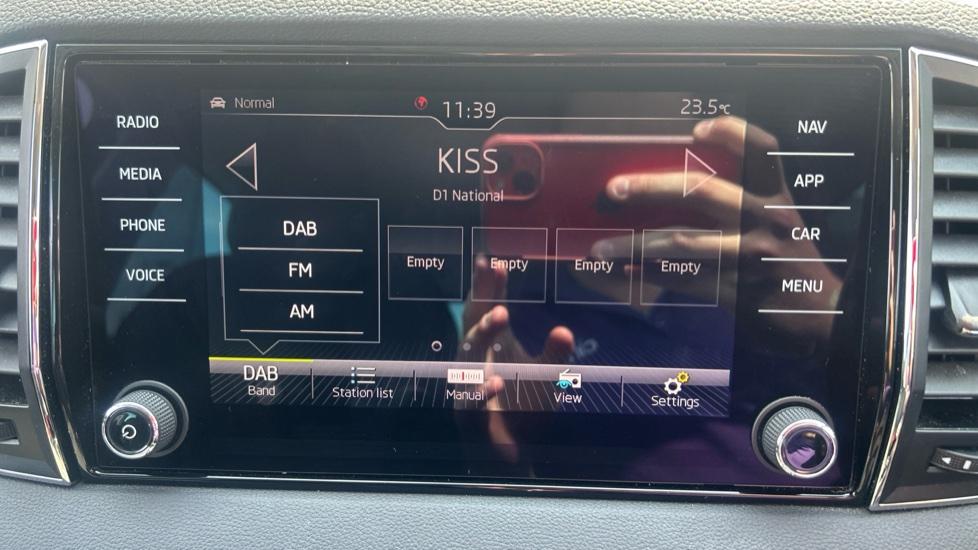 Normal
11:39
23.5°C
RADIO
MEDIA
PHONE
VOICE
KISS
D1 National
DAB
FM
AM
Empty
Empty
Empty
Empty
NAV
APP
CAR
MENU
DAB
Band
Station list
Manual
View
Settings